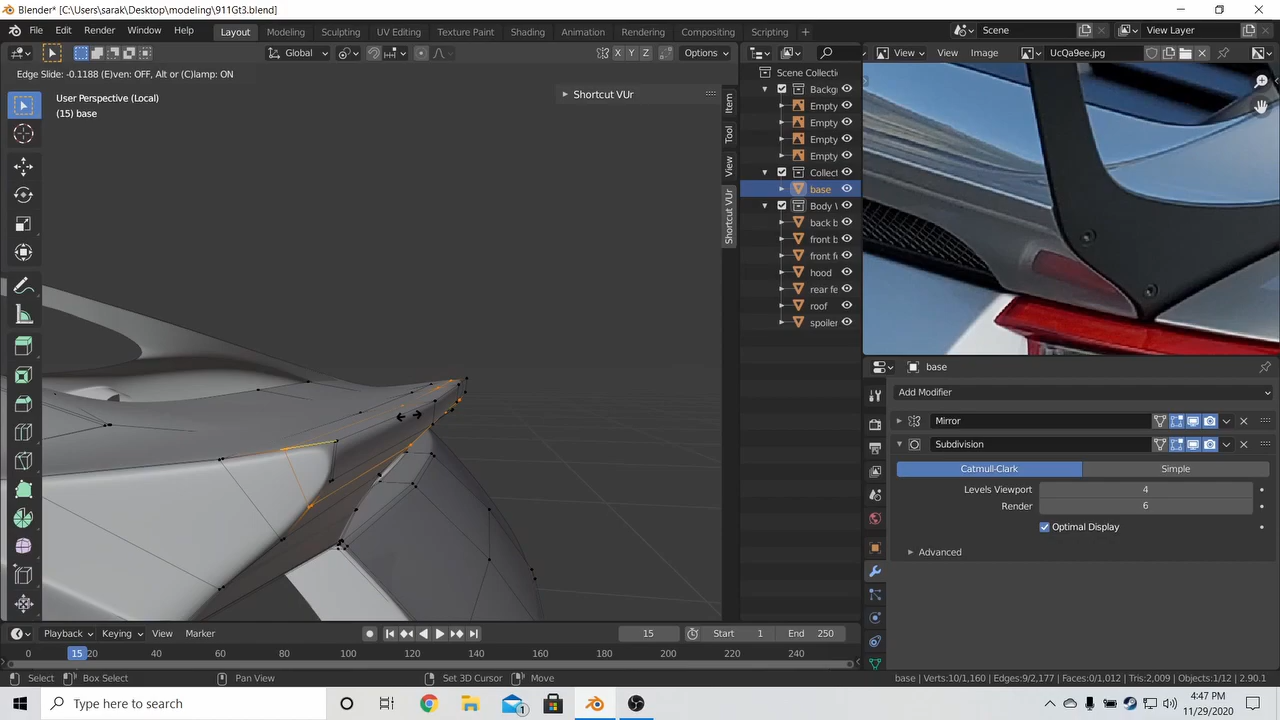 Blender* [C:\Users\sarak\Desktop\modeling\911Gt3.blend]
File Edit Render Window Help Layout Modeling Sculpting UV Editing Texture Paint Shading Animation Rendering Compositing Scripting Scene View Layer
Global X Y Z Options View View Image UcQa9ee.jpg
Edge Slide: -0.1188 (E)ven: OFF, Alt or (C)lamp: ON
User Perspective (Local)
(15) base
Shortcut VUr
Item
Tool
View
Shortcut VUr
Scene Collecti
Backg
Empty
Empty
Empty
Empty
Collect
base
Body V
back b
front b
front fe
hood
rear fe
roof
spoiler
base
Add Modifier
Mirror
Subdivision
Catmull-Clark Simple
Levels Viewport 4
Render 6
Optimal Display
Advanced
Playback Keying View Marker 15 Start 1 End 250
0 15 20 40 60 80 100 120 140 160 180 200 220 240
Select Box Select Pan View Set 3D Cursor Move base | Verts:10/1,160 | Edges:9/2,177 | Faces:0/1,012 | Tris:2,009 | Objects:1/12 | 2.90.1
Type here to search 1 4:47 PM
11/29/2020